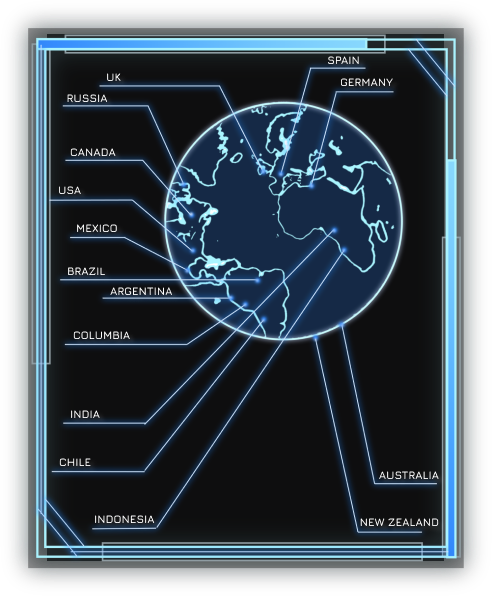 SPAIN
UK
GERMANY
RUSSIA
CANADA
USA
MEXICO
BRAZIL
ARGENTINA
COLUMBIA
INDIA
CHILE
AUSTRALIA
INDONESIA
NEW ZEALAND